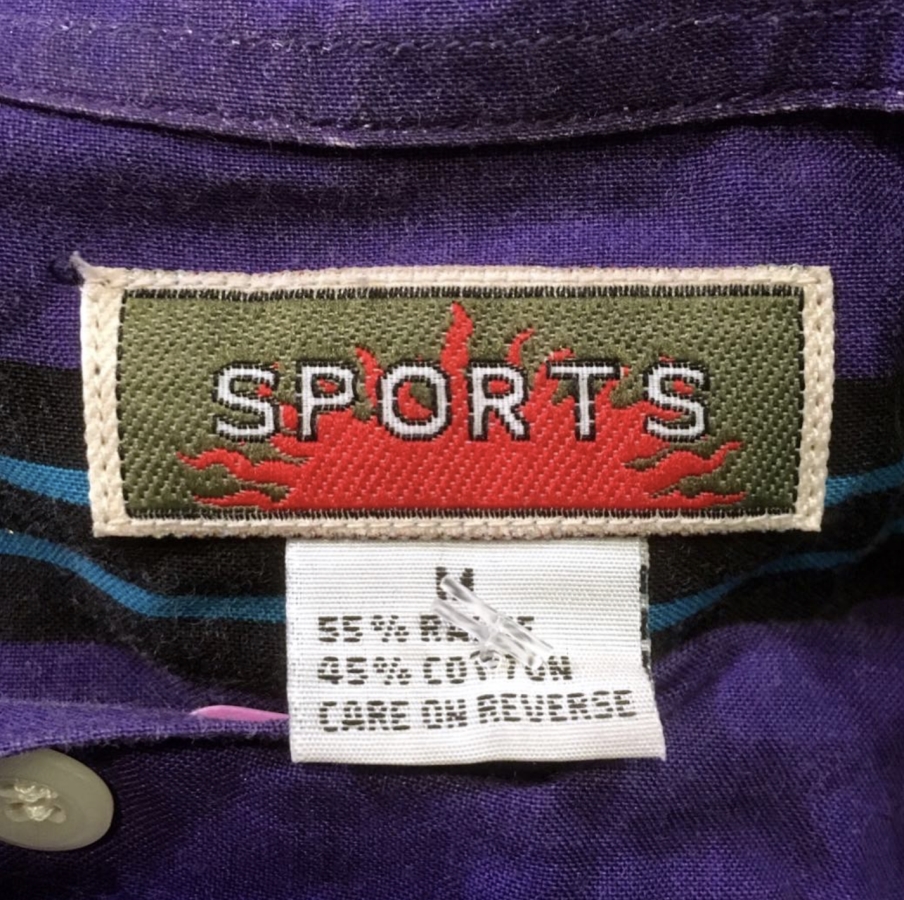 SPORTS
M
55%
45% COTTON
CARE ON REVERSE